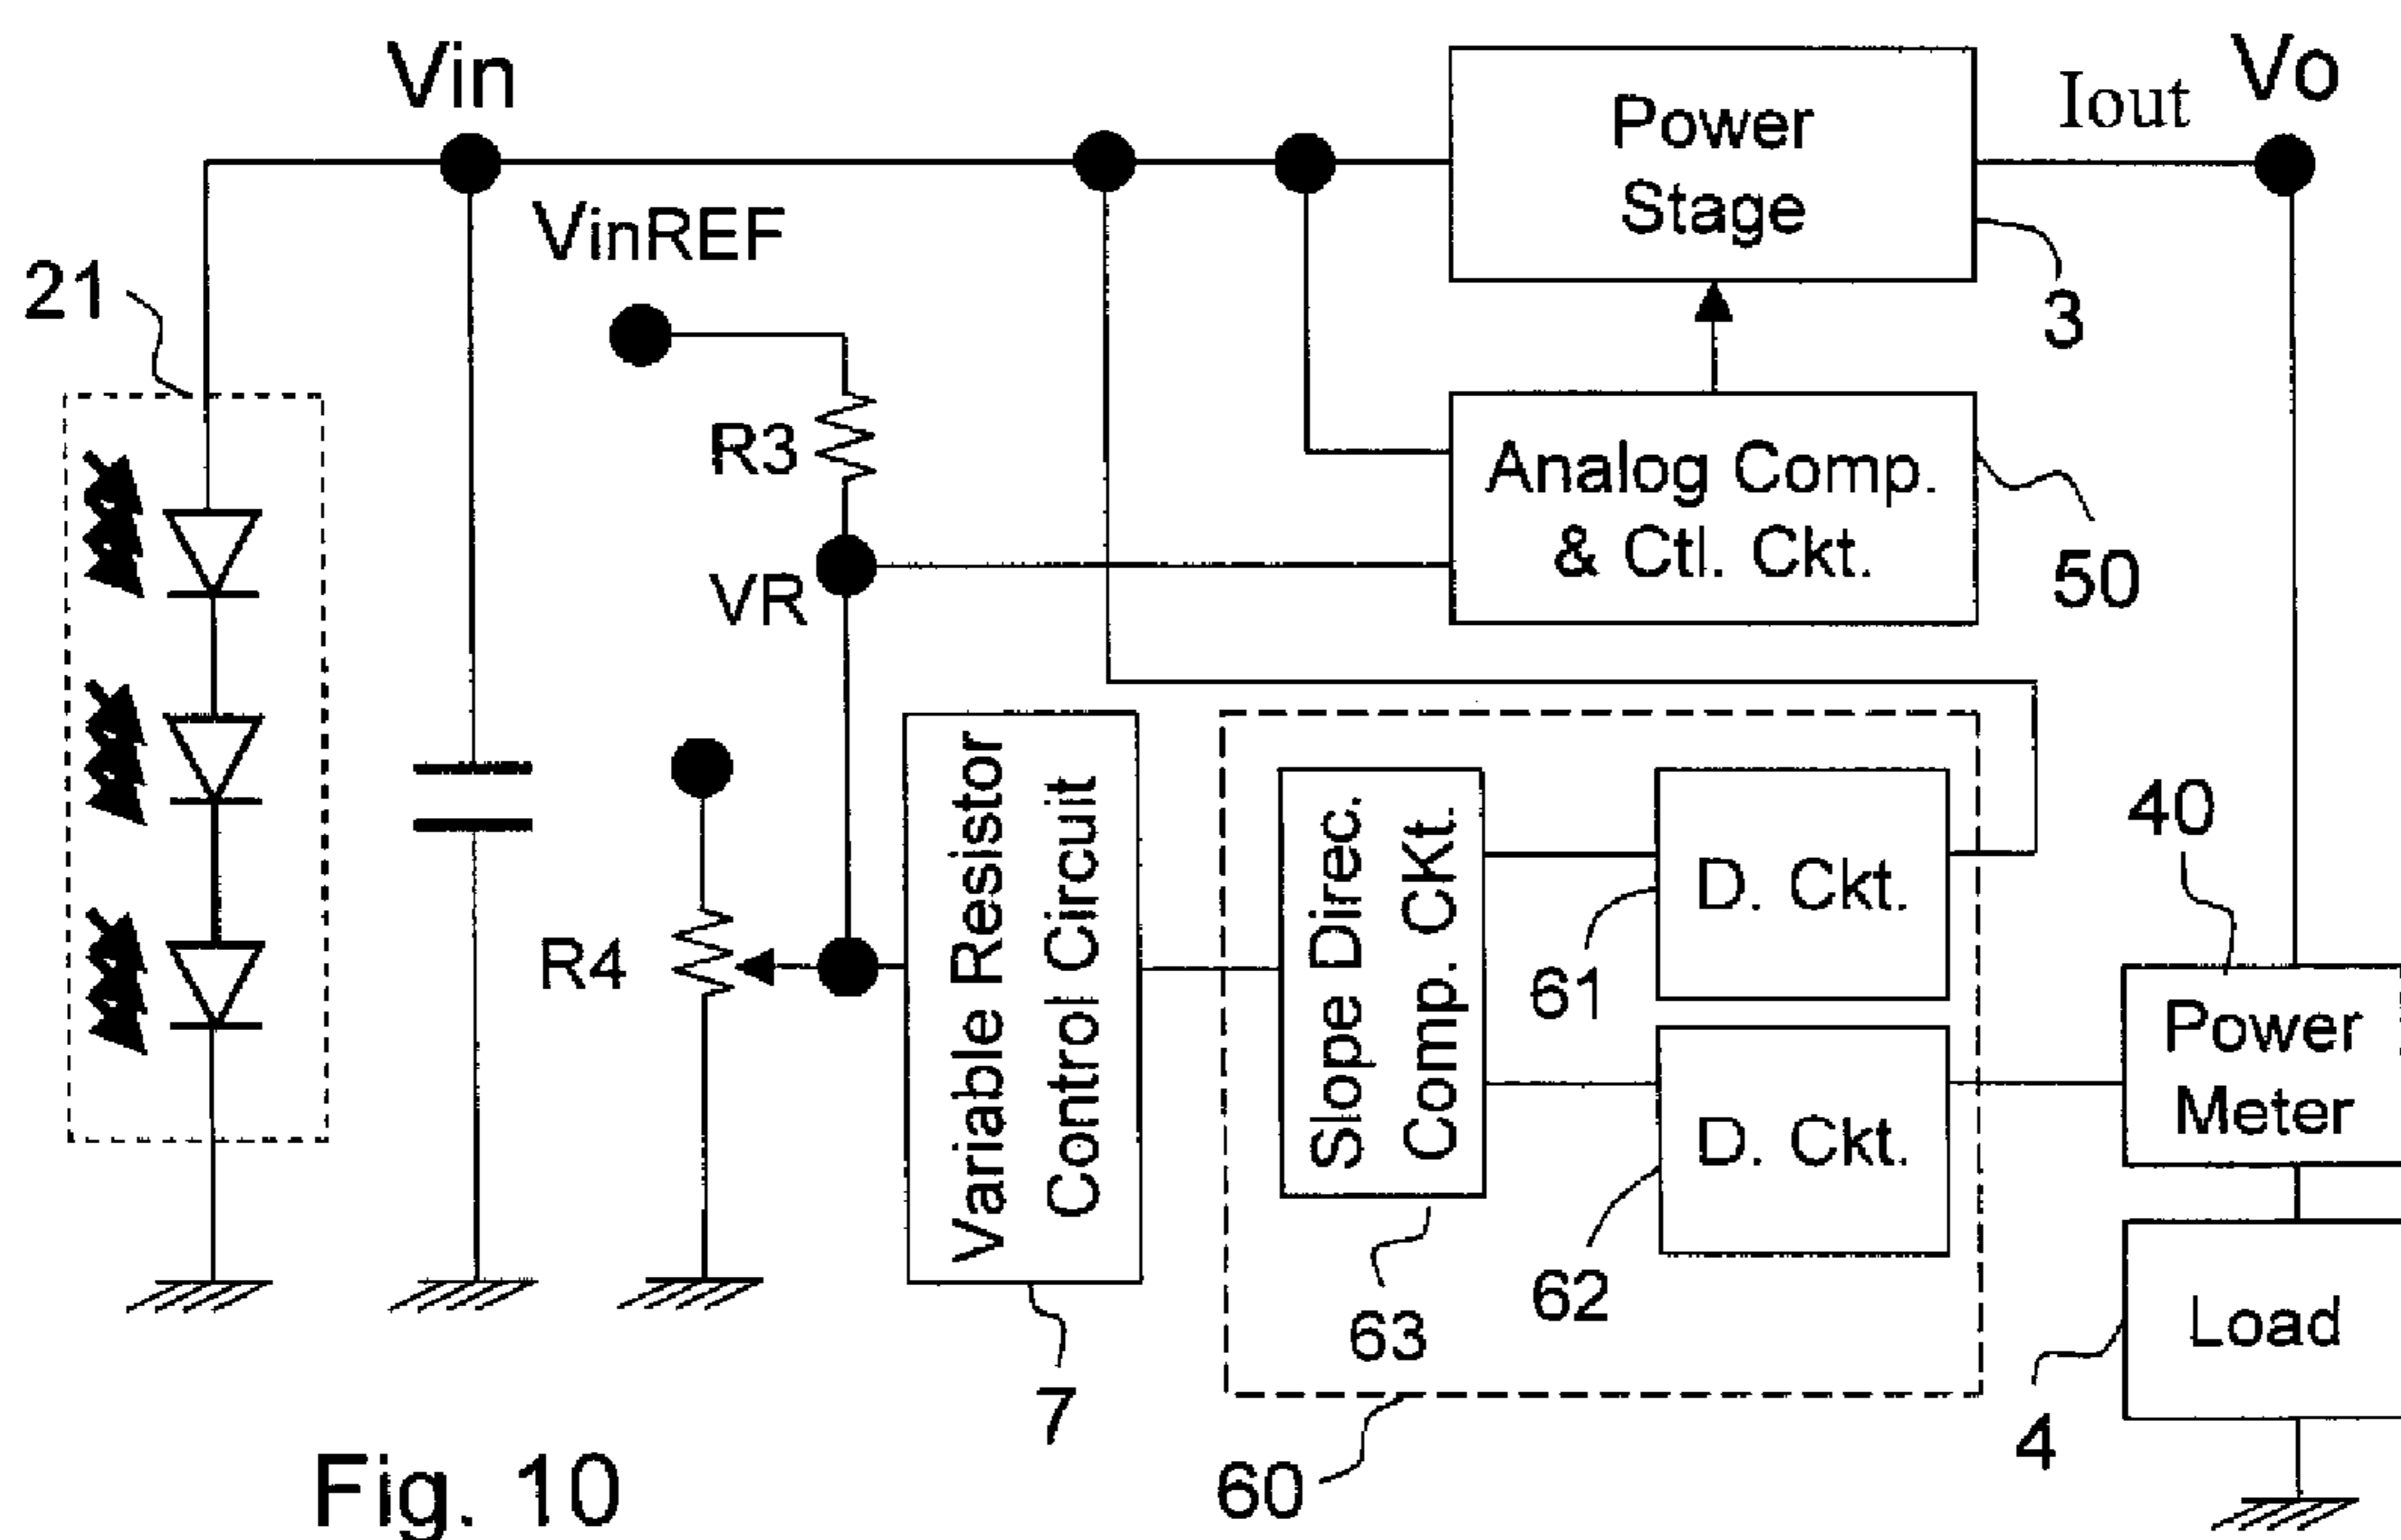 Vin
Power
Stage
Iout
Vo
VinREF
21
3
R3
Analog Comp.
& Ctl. Ckt.
VR
50
Variable Resistor
Control Circuit
Slope Direc.
Comp. CKt.
D. Ckt.
40
R4
61
Power
Meter
D. Ckt.
62
63
Load
7
4
60
Fig. 10